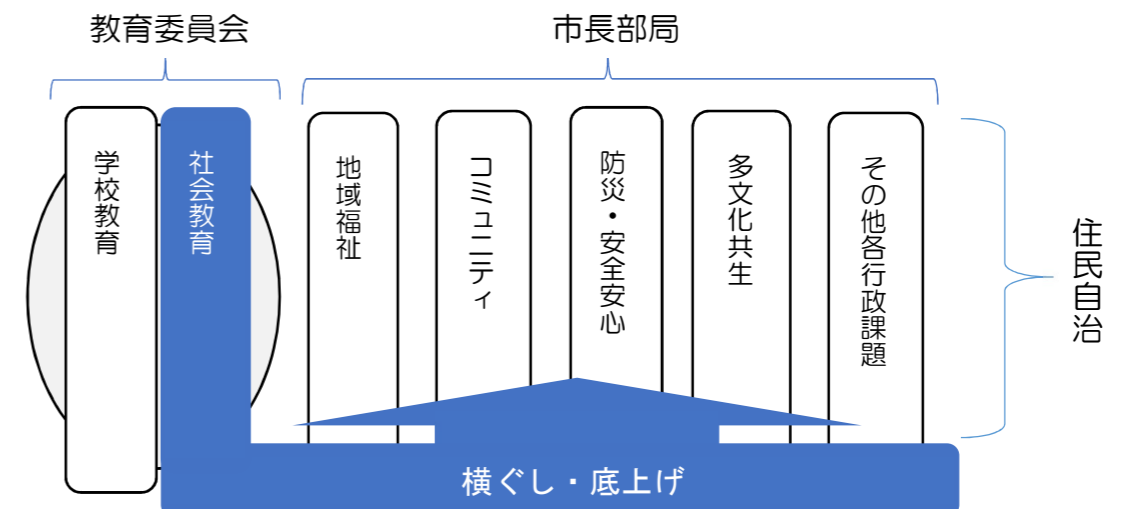 教育委員会
市長部局
学校教育
社会教育
地域福祉
コミュニティ
防災・安全安心
多文化共生
その他各行政課題
住民自治
横ぐし・底上げ